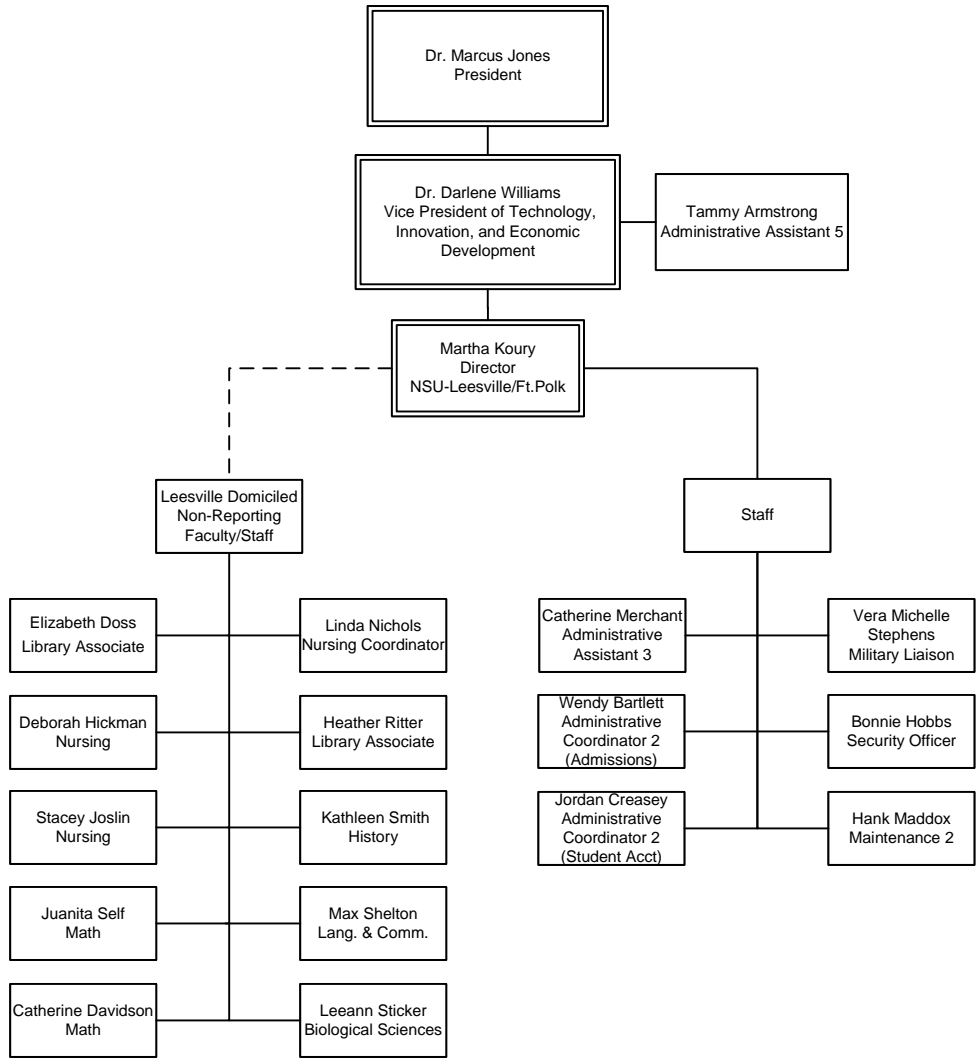 Dr. Marcus Jones
President
Dr. Darlene Williams
Vice President of Technology,
Innovation, and Economic
Development
Tammy Armstrong
Administrative Assistant 5
Martha Koury
Director
NSU-Leesville/Ft.Polk
Leesville Domiciled
Non-Reporting
Faculty/Staff
Staff
Elizabeth Doss
Library Associate
Linda Nichols
Nursing Coordinator
Catherine Merchant
Administrative
Assistant 3
Vera Michelle
Stephens
Military Liaison
Deborah Hickman
Nursing
Heather Ritter
Library Associate
Wendy Bartlett
Administrative
Coordinator 2
(Admissions)
Bonnie Hobbs
Security Officer
Stacey Joslin
Nursing
Kathleen Smith
History
Jordan Creasey
Administrative
Coordinator 2
(Student Acct)
Hank Maddox
Maintenance 2
Juanita Self
Math
Max Shelton
Lang. & Comm.
Catherine Davidson
Math
Leeann Sticker
Biological Sciences